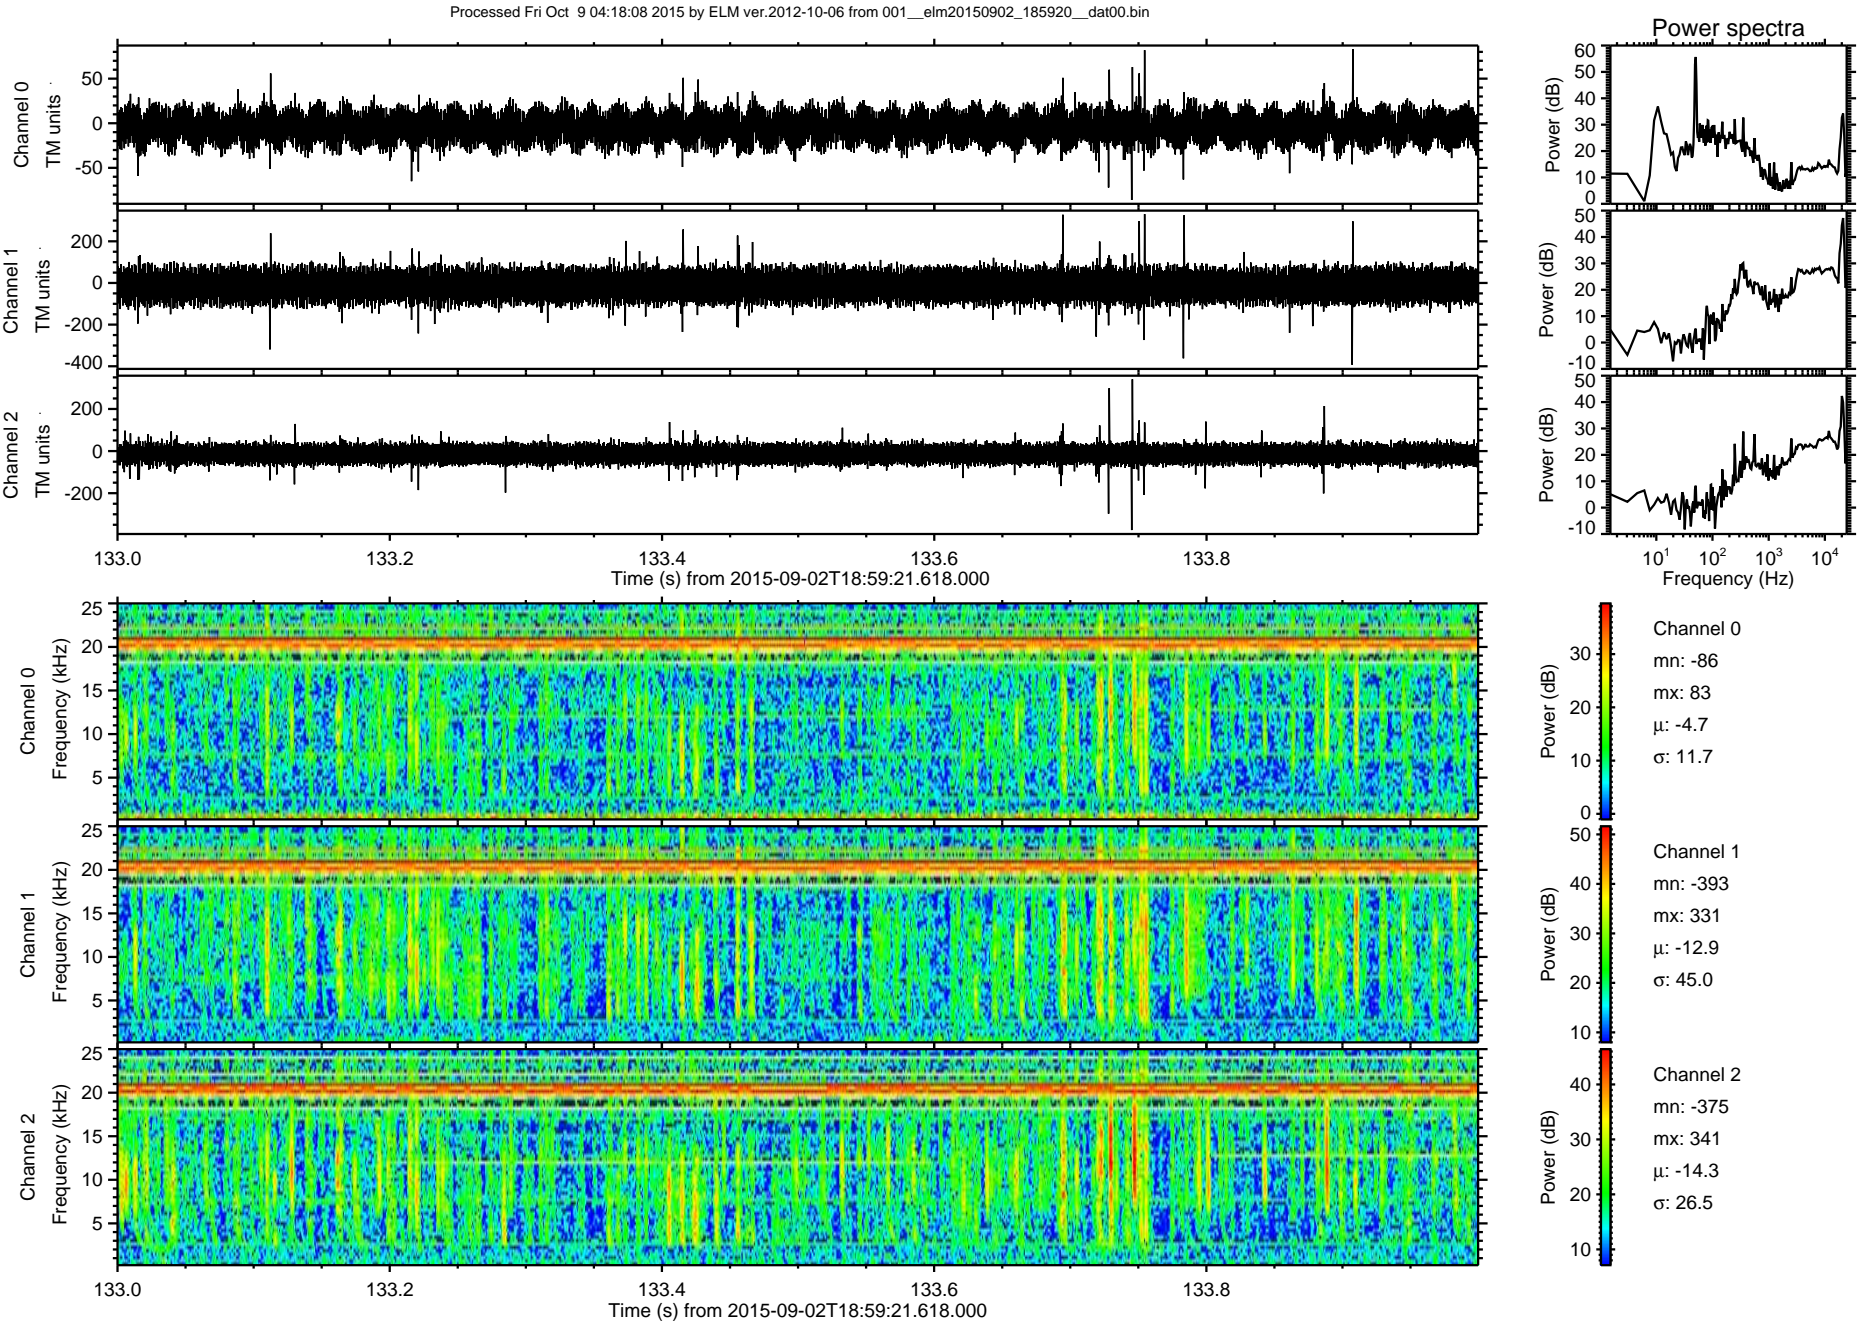 Processed Fri Oct  9 04:18:08 2015 by ELM ver.2012-10-06 from 001__elm20150902_185920__dat00.bin
Power spectra
Channel 0
TM units
50
0
-50
Power (dB)
60
50
40
30
20
10
0
Channel 1
TM units
200
0
-200
-400
Power (dB)
50
40
30
20
10
0
-10
Channel 2
TM units
200
0
-200
Power (dB)
50
40
30
20
10
0
-10
133.0 133.2 133.4 133.6 133.8
Time (s) from 2015-09-02T18:59:21.618.000
10^1 10^2 10^3 10^4
Frequency (Hz)
Channel 0
Frequency (kHz)
25
20
15
10
5
Power (dB)
30
20
10
0
Channel 0
mn: -86
mx: 83
μ: -4.7
σ: 11.7
Channel 1
Frequency (kHz)
25
20
15
10
5
Power (dB)
50
40
30
20
10
Channel 1
mn: -393
mx: 331
μ: -12.9
σ: 45.0
Channel 2
Frequency (kHz)
25
20
15
10
5
Power (dB)
40
30
20
10
Channel 2
mn: -375
mx: 341
μ: -14.3
σ: 26.5
133.0 133.2 133.4 133.6 133.8
Time (s) from 2015-09-02T18:59:21.618.000